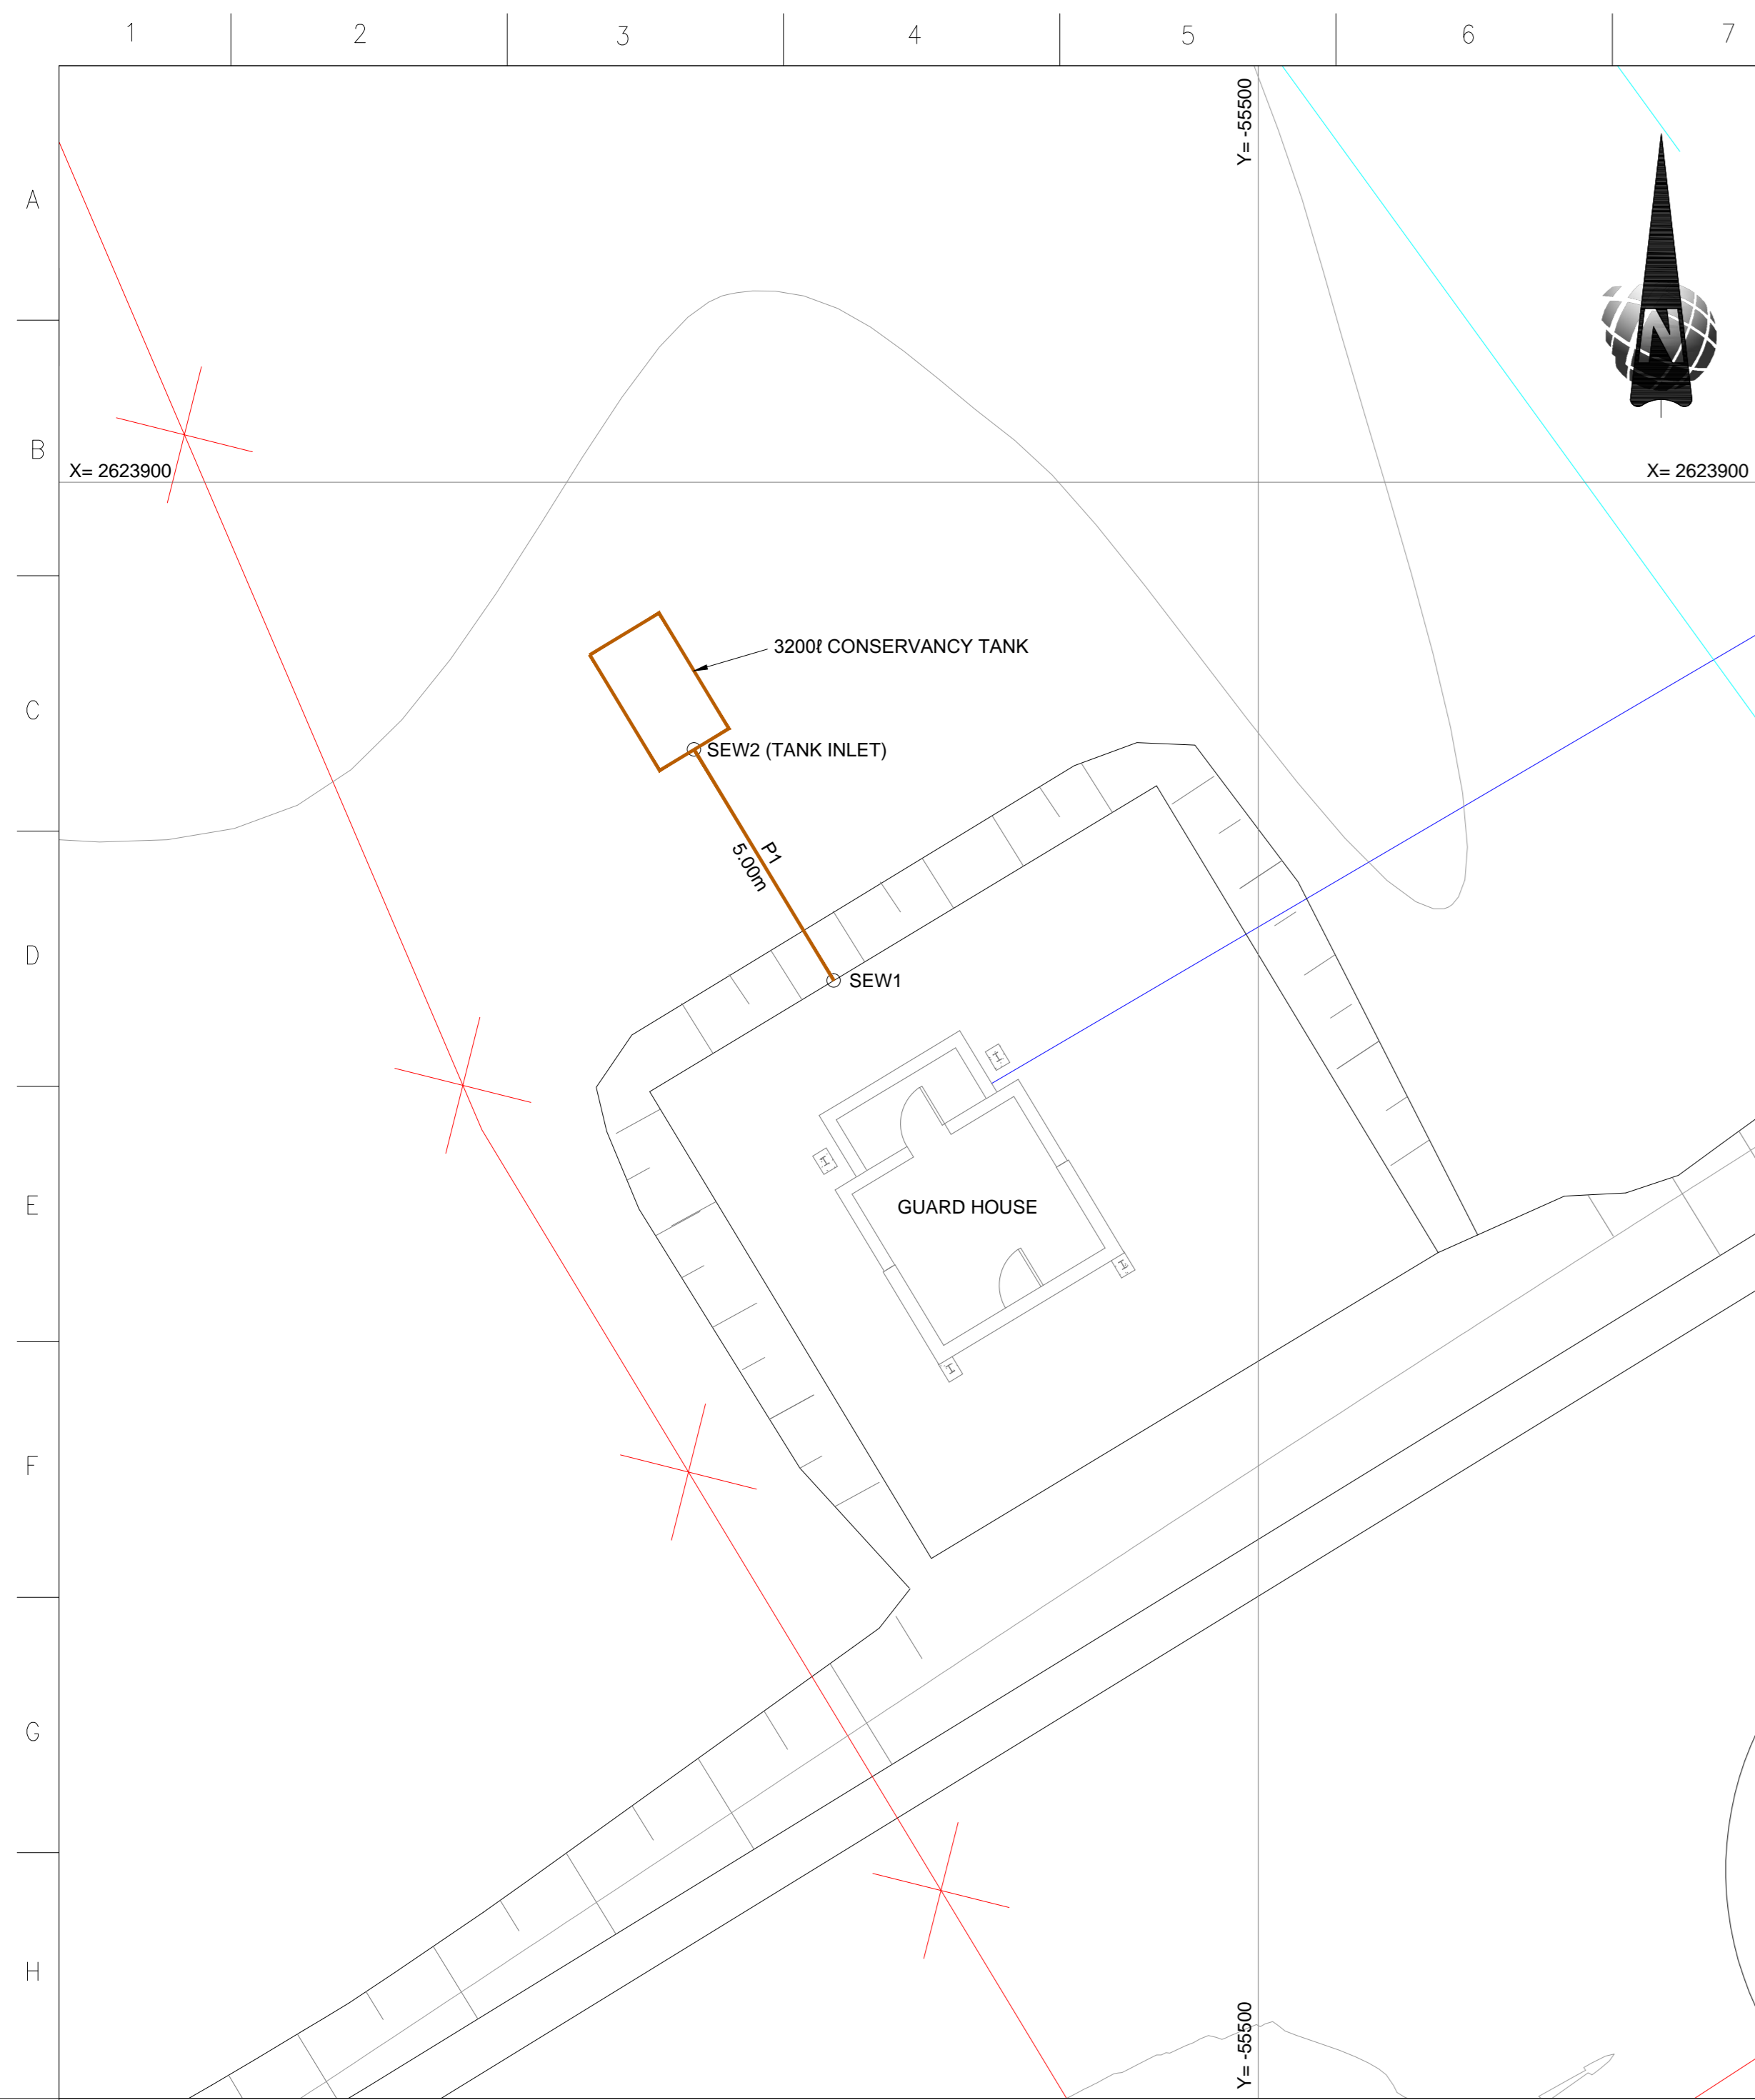 1 2 3 4 5 6 7
A
Y= -55500
N
B
X= 2623900
X= 2623900
3200ℓ CONSERVANCY TANK
C
SEW2 (TANK INLET)
P1
5.00m
D
SEW1
H
H
E
GUARD HOUSE
H
H
F
G
H
Y= -55500